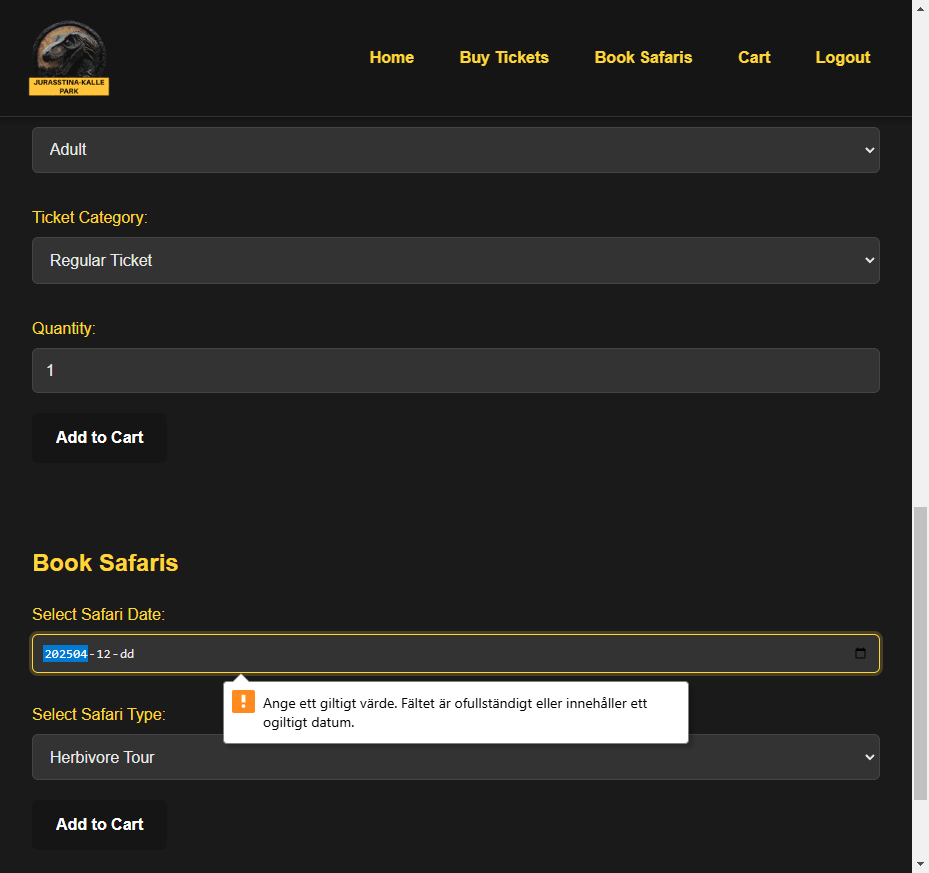 JURASSTINA-KALLE
PARK
Home
Buy Tickets
Book Safaris
Cart
Logout
Adult
Ticket Category:
Regular Ticket
Quantity:
1
Add to Cart
Book Safaris
Select Safari Date:
202504-12-dd
Ange ett giltigt värde. Fältet är ofullständigt eller innehåller ett
ogiltigt datum.
Select Safari Type:
Herbivore Tour
Add to Cart